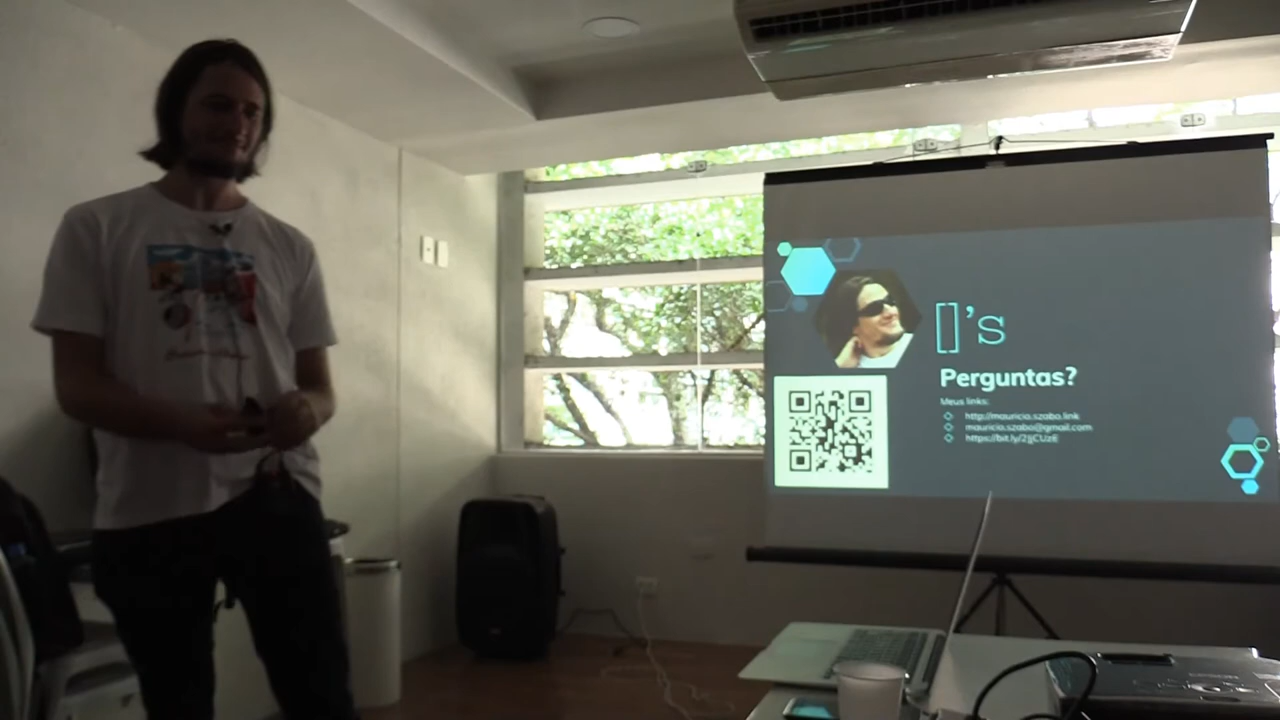 []'s
Perguntas?
Meus links:
http://mauricio.szabo.link
mauricio.szabo@gmail.com
https://bit.ly/2JjCUzE